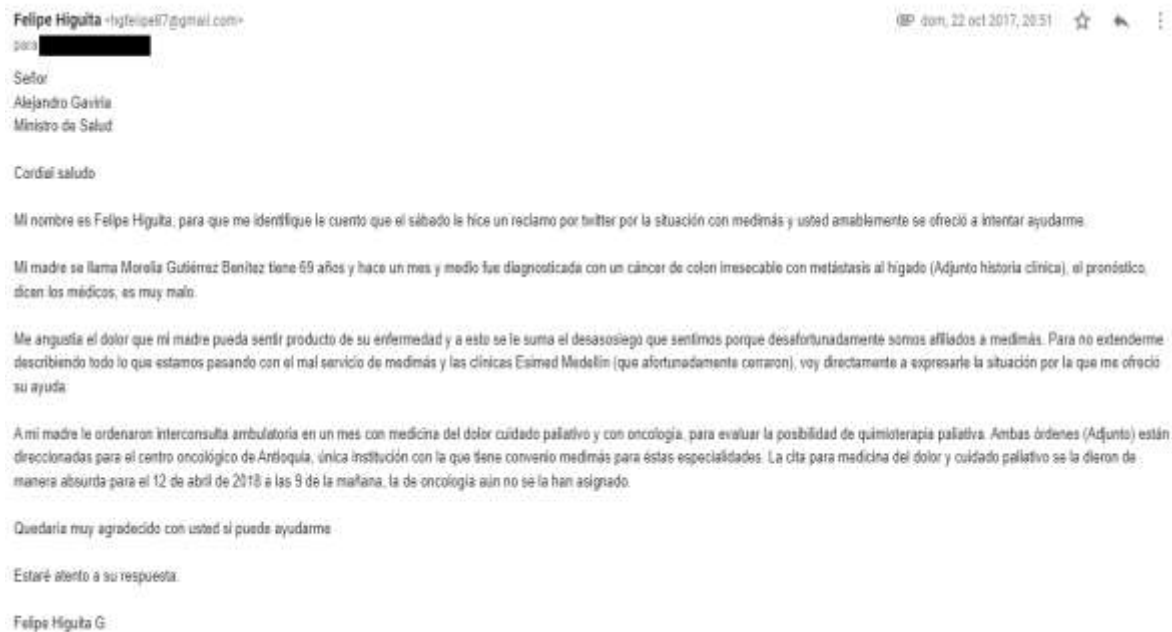 Felipe Higuita <hgfelipe87@gmail.com>
dom, 22 oct 2017, 20:51
para
Señor
Alejandro Gaviria
Ministro de Salud
Cordial saludo
Mi nombre es Felipe Higuita, para que me identifique le cuento que el sábado le hice un reclamo por twitter por la situación con medimás y usted amablemente se ofreció a intentar ayudarme.
Mi madre se llama Morelia Gutiérrez Benítez tiene 69 años y hace un mes y medio fue diagnosticada con un cáncer de colon irresecable con metástasis al hígado (Adjunto historia clínica), el pronóstico,
dicen los médicos, es muy malo.
Me angustia el dolor que mi madre pueda sentir producto de su enfermedad y a esto se le suma el desasosiego que sentimos porque desafortunadamente somos afiliados a medimás. Para no extenderme
describiendo todo lo que estamos pasando con el mal servicio de medimás y las clínicas Esimed Medellín (que afortunadamente cerraron), voy directamente a expresarle la situación por la que me ofreció
su ayuda.
A mi madre le ordenaron interconsulta ambulatoria en un mes con medicina del dolor cuidado paliativo y con oncología, para evaluar la posibilidad de quimioterapia paliativa. Ambas órdenes (Adjunto) están
direccionadas para el centro oncológico de Antioquia, única institución con la que tiene convenio medimás para éstas especialidades. La cita para medicina del dolor y cuidado paliativo se la dieron de
manera absurda para el 12 de abril de 2018 a las 9 de la mañana, la de oncología aún no se la han asignado.
Quedaría muy agradecido con usted si puede ayudarme
Estaré atento a su respuesta.
Felipe Higuita G